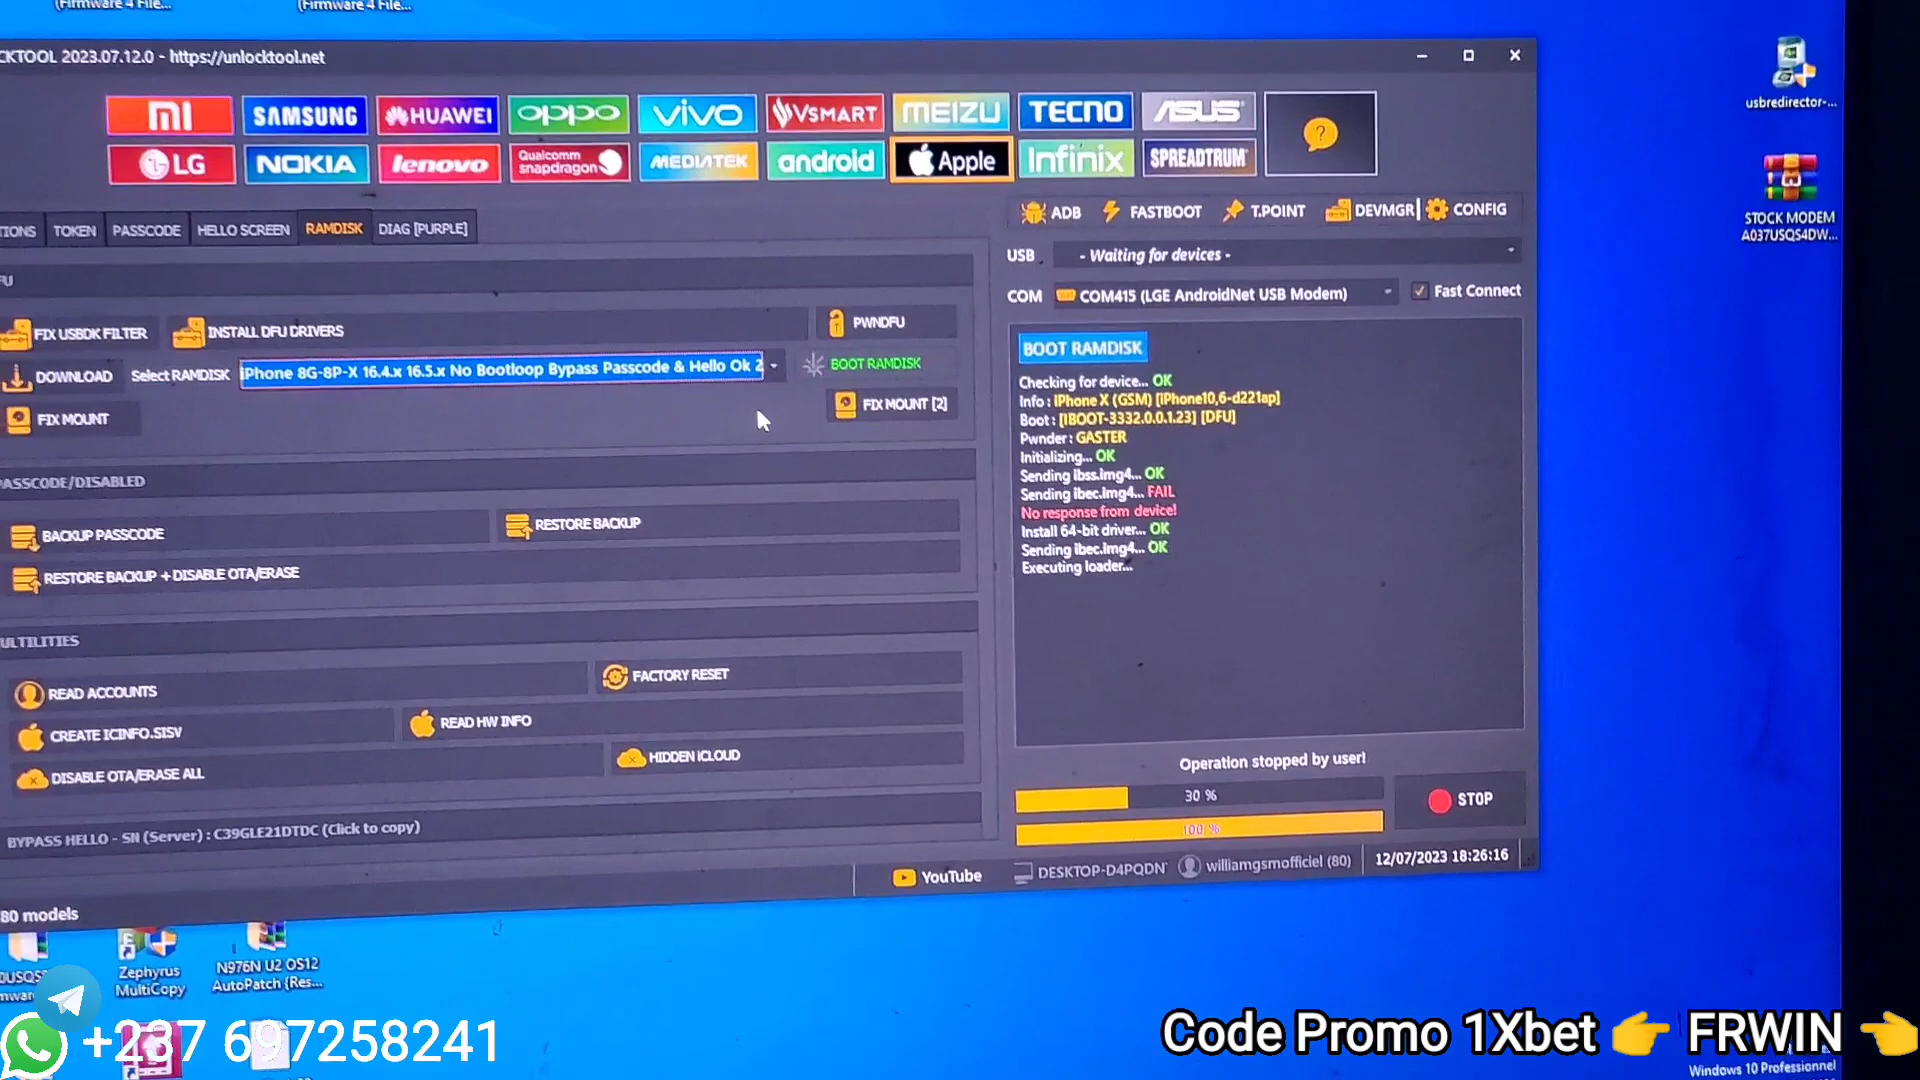 (Firmware 4 File...
(Firmware 4 File...
CKTOOL 2023.07.12.0 - https://unlocktool.net
MI
SAMSUNG
HUAWEI
oppo
vivo
VSMART
MEIZU
TECNO
ASUS
?
LG
NOKIA
lenovo
Qualcomm
snapdragon
MEDIATEK
android
Apple
Infinix
SPREADTRUM
TIONS
TOKEN
PASSCODE
HELLO SCREEN
RAMDISK
DIAG [PURPLE]
ADB
FASTBOOT
T.POINT
DEVMGR
CONFIG
USB
- Waiting for devices -
COM
COM415 (LGE AndroidNet USB Modem)
Fast Connect
FU
FIX USBDK FILTER
INSTALL DFU DRIVERS
PWNDFU
DOWNLOAD
Select RAMDISK
iPhone 8G-8P-X 16.4.x 16.5.x No Bootloop Bypass Passcode & Hello Ok 2
BOOT RAMDISK
FIX MOUNT
FIX MOUNT [2]
PASSCODE/DISABLED
BACKUP PASSCODE
RESTORE BACKUP
RESTORE BACKUP + DISABLE OTA/ERASE
ULTILITIES
READ ACCOUNTS
FACTORY RESET
CREATE ICINFO.SISV
READ HW INFO
DISABLE OTA/ERASE ALL
HIDDEN iCLOUD
BYPASS HELLO - SN (Server) : C39GLE21DTDC (Click to copy)
BOOT RAMDISK
Checking for device... OK
Info : iPhone X (GSM) [iPhone10,6-d221ap]
Boot : [IBOOT-3332.0.0.1.23] [DFU]
Pwnder : GASTER
Initializing... OK
Sending ibss.img4... OK
Sending ibec.img4... FAIL
No response from device!
Install 64-bit driver... OK
Sending ibec.img4... OK
Executing loader...
Operation stopped by user!
30 %
100 %
STOP
YouTube
DESKTOP-D4PQDN
williamgsmofficiel (80)
12/07/2023 18:26:16
80 models
usbredirector-...
STOCK MODEM
A037USQS4DW...
Zephyrus
MultiCopy
N976N U2 OS12
AutoPatch {Res...
+237 697258241
Code Promo 1Xbet 👉 FRWIN 👈
Windows 10 Professionnel